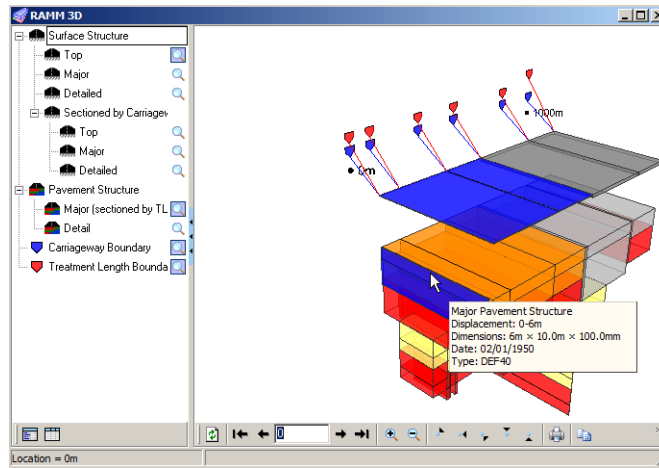 RAMM 3D
Surface Structure
Top
Major
Detailed
Sectioned by Carriagew
Top
Major
Detailed
Pavement Structure
Major (sectioned by TL
Detail
Carriageway Boundary
Treatment Length Bounda
1000m
0m
Major Pavement Structure
Displacement: 0-6m
Dimensions: 6m × 10.0m × 100.0mm
Date: 02/01/1950
Type: DEF40
0
Location = 0m